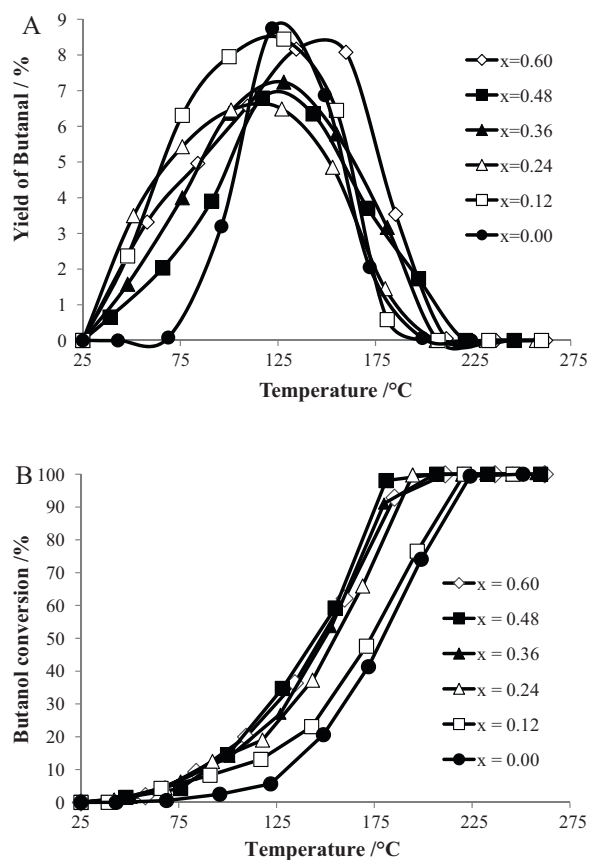 A
Yield of Butanal / %
9
8
7
6
5
4
3
2
1
0
25
75
125
175
225
275
Temperature /°C
x=0.60
x=0.48
x=0.36
x=0.24
x=0.12
x=0.00
B
Butanol conversion /%
100
90
80
70
60
50
40
30
20
10
0
25
75
125
175
225
275
Temperature /°C
x = 0.60
x = 0.48
x = 0.36
x = 0.24
x = 0.12
x = 0.00